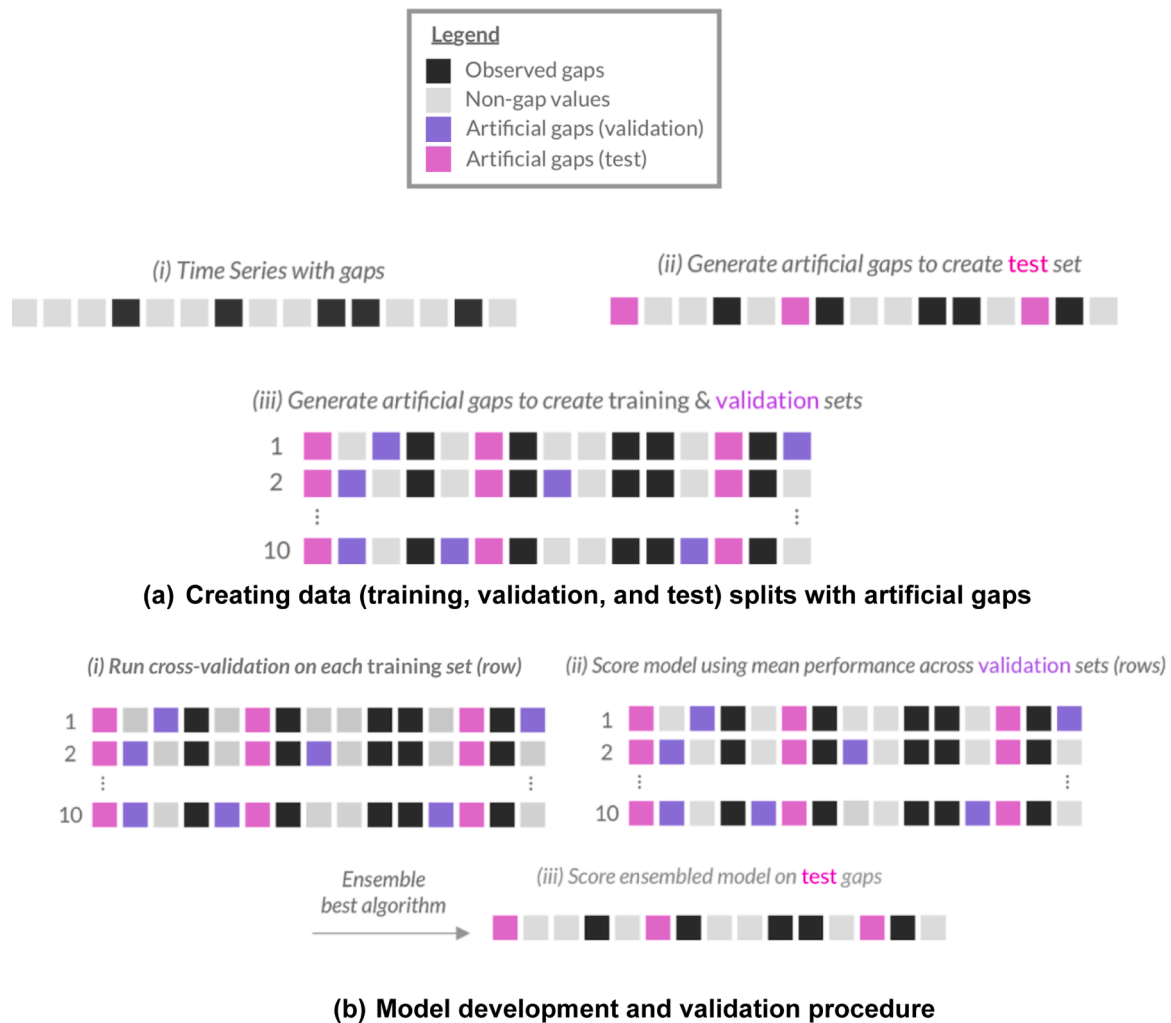 Legend
Observed gaps
Non-gap values
Artificial gaps (validation)
Artificial gaps (test)
(i) Time Series with gaps
(ii) Generate artificial gaps to create test set
(iii) Generate artificial gaps to create training & validation sets
1
2
⋮ ⋮
10
(a) Creating data (training, validation, and test) splits with artificial gaps
(i) Run cross-validation on each training set (row)
1
2
⋮ ⋮
10
(ii) Score model using mean performance across validation sets (rows)
1
2
⋮ ⋮
10
Ensemble
best algorithm
(iii) Score ensembled model on test gaps
(b) Model development and validation procedure